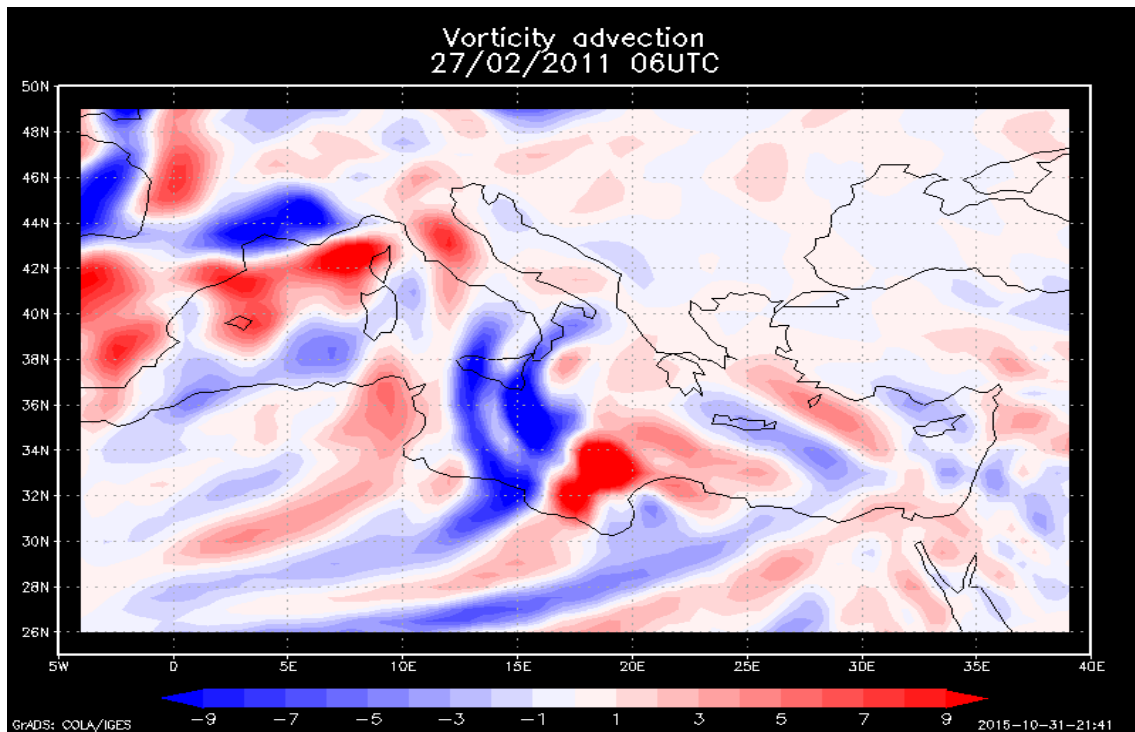 Vorticity advection
27/02/2011 06UTC
50N
48N
46N
44N
42N
40N
38N
36N
34N
32N
30N
28N
26N
5W 0 5E 10E 15E 20E 25E 30E 35E 40E
-9 -7 -5 -3 -1 1 3 5 7 9
GrADS: COLA/IGES 2015-10-31-21:41